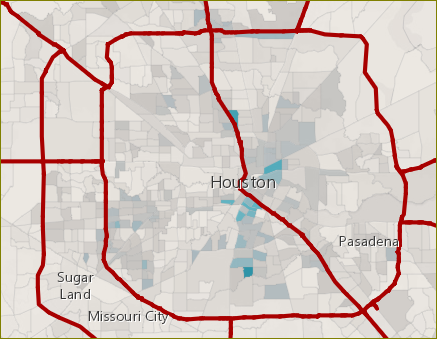 Houston
Pasadena
Sugar
Land
Missouri City